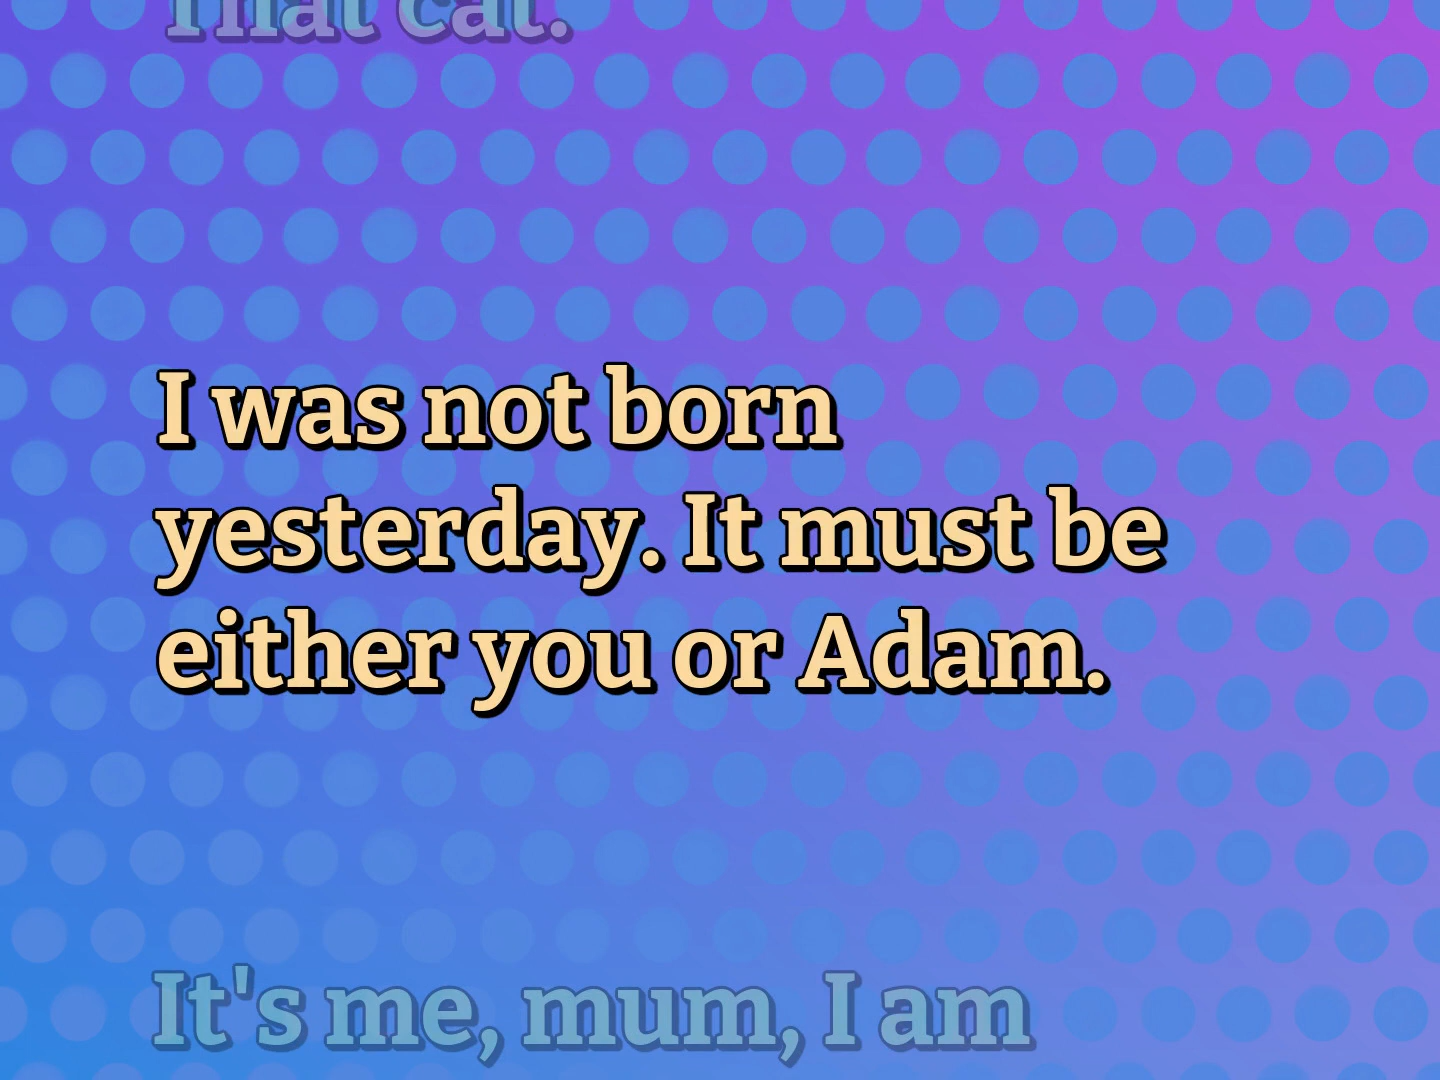 That cat.
I was not born
yesterday. It must be
either you or Adam.
It's me, mum, I am